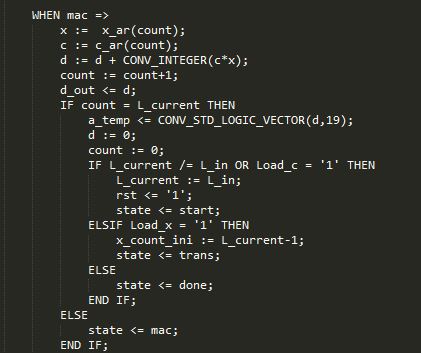 WHEN mac =>
x :=  x_ar(count);
c := c_ar(count);
d := d + CONV_INTEGER(c*x);
count := count+1;
d_out <= d;
IF count = L_current THEN
a_temp <= CONV_STD_LOGIC_VECTOR(d,19);
d := 0;
count := 0;
IF L_current /= L_in OR Load_c = '1' THEN
L_current := L_in;
rst <= '1';
state <= start;
ELSIF Load_x = '1' THEN
x_count_ini := L_current-1;
state <= trans;
ELSE
state <= done;
END IF;
ELSE
state <= mac;
END IF;